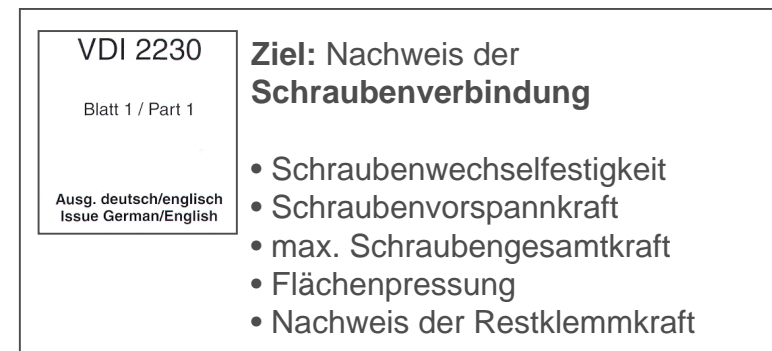 VDI 2230
Blatt 1 / Part 1
Ausg. deutsch/englisch
Issue German/English
Ziel: Nachweis der
Schraubenverbindung
• Schraubenwechselfestigkeit
• Schraubenvorspannkraft
• max. Schraubengesamtkraft
• Flächenpressung
• Nachweis der Restklemmkraft